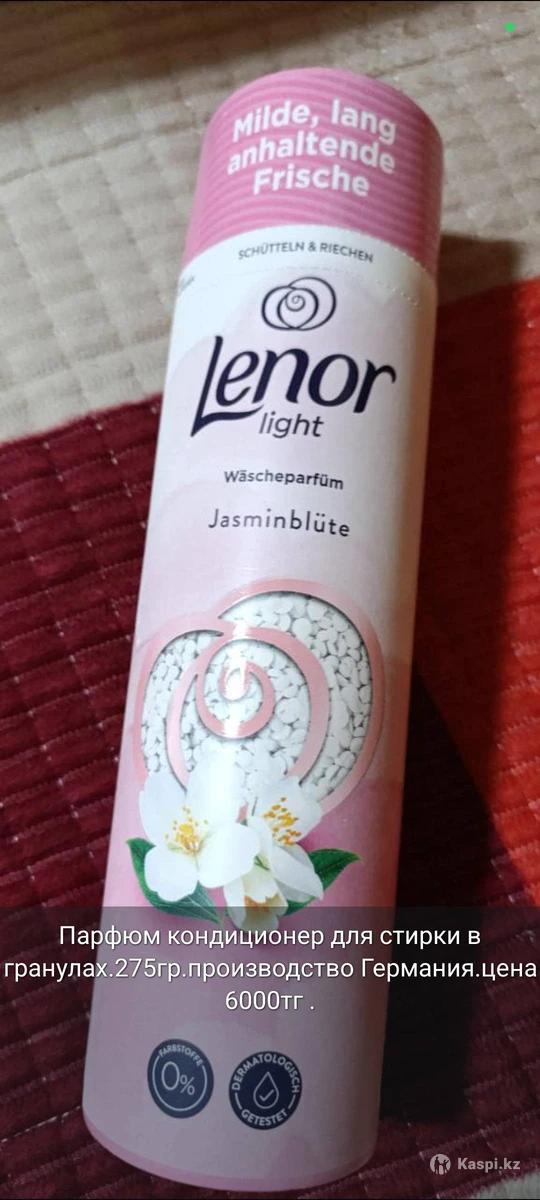 Milde, lang
anhaltende
Frische
SCHÜTTELN & RIECHEN
Lenor
light
Wäscheparfüm
Jasminblüte
Парфюм кондиционер для стирки в
гранулах.275гр.производство Германия.цена
6000тг .
FARBSTOFFE
0%
DERMATOLOGISCH
GETESTET
Kaspi.kz